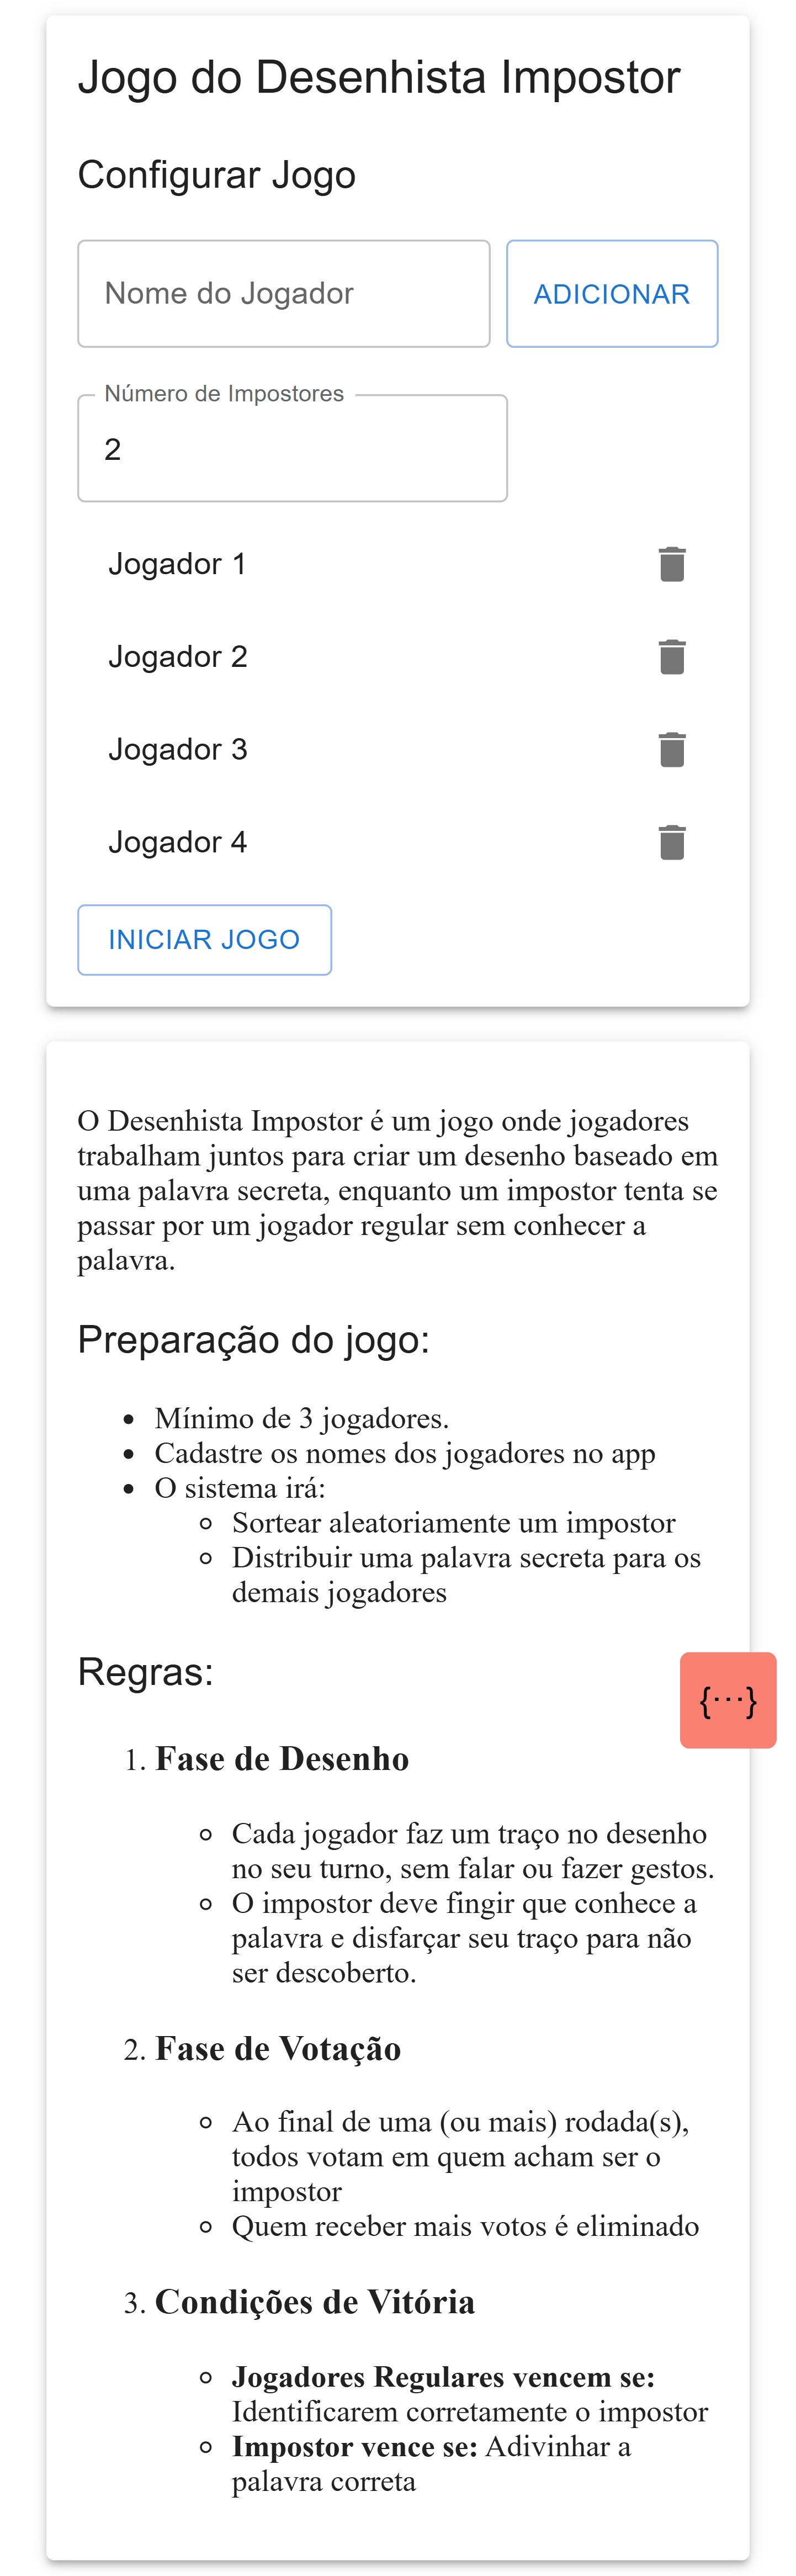 Jogo do Desenhista Impostor
Configurar Jogo
Nome do Jogador
ADICIONAR
Número de Impostores
2
Jogador 1
Jogador 2
Jogador 3
Jogador 4
INICIAR JOGO
O Desenhista Impostor é um jogo onde jogadores
trabalham juntos para criar um desenho baseado em
uma palavra secreta, enquanto um impostor tenta se
passar por um jogador regular sem conhecer a
palavra.
Preparação do jogo:
• Mínimo de 3 jogadores.
• Cadastre os nomes dos jogadores no app
• O sistema irá:
◦ Sortear aleatoriamente um impostor
◦ Distribuir uma palavra secreta para os
demais jogadores
Regras:
{···}
1. Fase de Desenho
◦ Cada jogador faz um traço no desenho
no seu turno, sem falar ou fazer gestos.
◦ O impostor deve fingir que conhece a
palavra e disfarçar seu traço para não
ser descoberto.
2. Fase de Votação
◦ Ao final de uma (ou mais) rodada(s),
todos votam em quem acham ser o
impostor
◦ Quem receber mais votos é eliminado
3. Condições de Vitória
◦ Jogadores Regulares vencem se:
Identificarem corretamente o impostor
◦ Impostor vence se: Adivinhar a
palavra correta